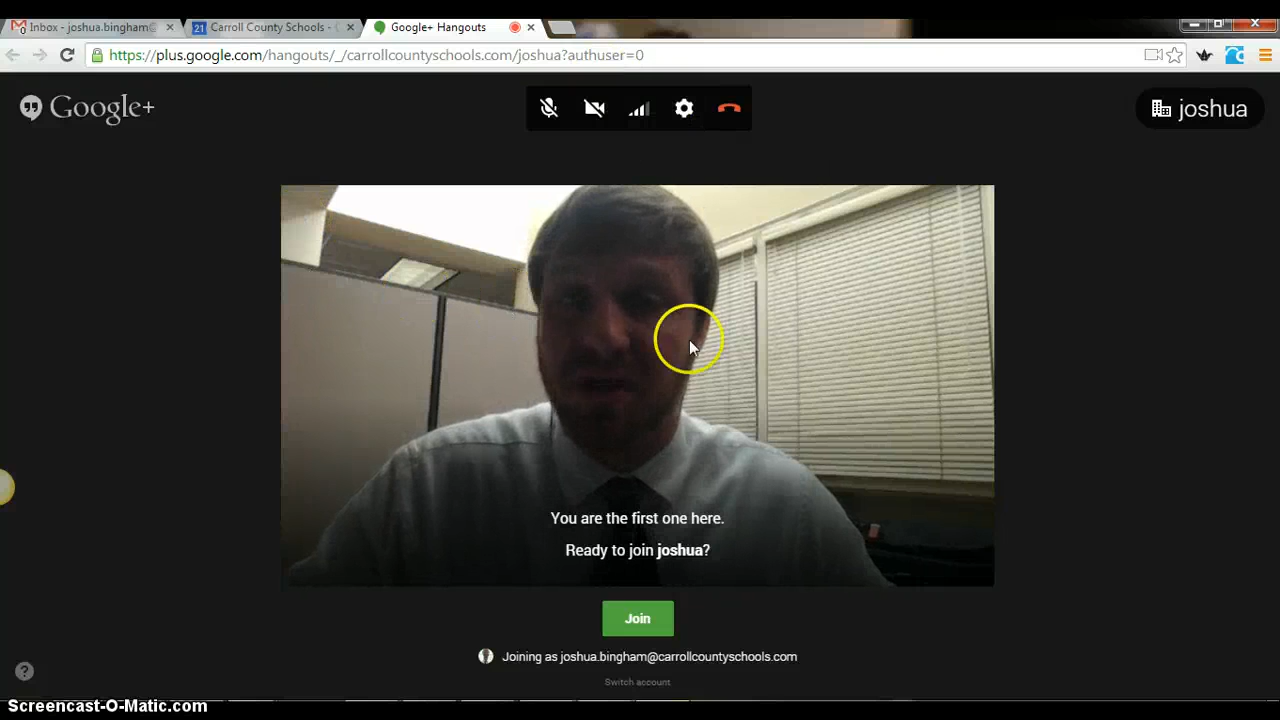 Inbox - joshua.bingham@
Carroll County Schools -
Google+ Hangouts
https://plus.google.com/hangouts/_/carrollcountyschools.com/joshua?authuser=0
Google+
joshua
You are the first one here.
Ready to join joshua?
Join
Joining as joshua.bingham@carrollcountyschools.com
Switch account
Screencast-O-Matic.com